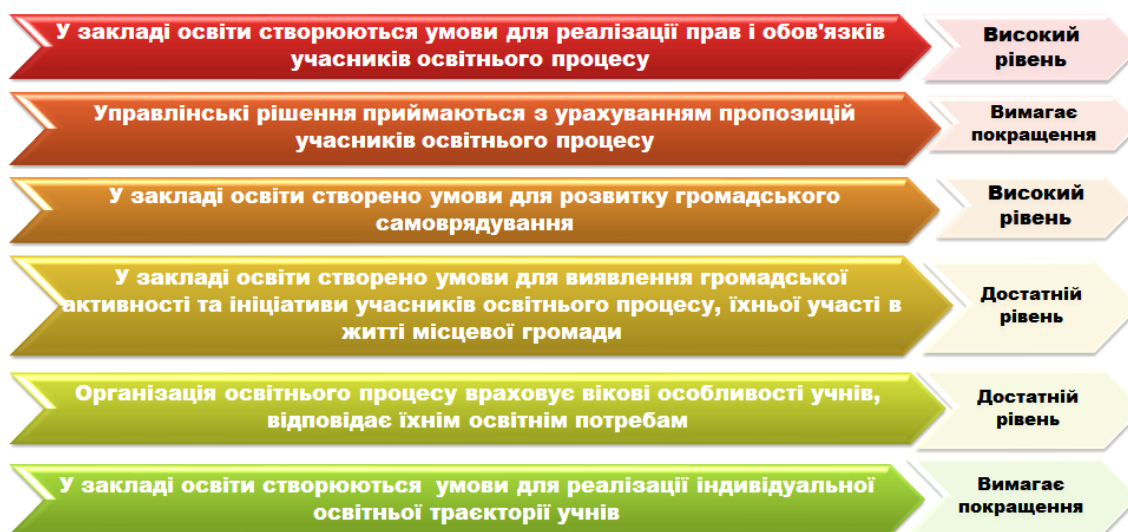 У закладі освіти створюються умови для реалізації прав і обов'язків
учасників освітнього процесу
Високий
рівень
Управлінські рішення приймаються з урахуванням пропозицій
учасників освітнього процесу
Вимагає
покращення
У закладі освіти створено умови для розвитку громадського
самоврядування
Високий
рівень
У закладі освіти створено умови для виявлення громадської
активності та ініціативи учасників освітнього процесу, їхньої участі в
житті місцевої громади
Достатній
рівень
Організація освітнього процесу враховує вікові особливості учнів,
відповідає їхнім освітнім потребам
Достатній
рівень
У закладі освіти створюються умови для реалізації індивідуальної
освітньої траєкторії учнів
Вимагає
покращення